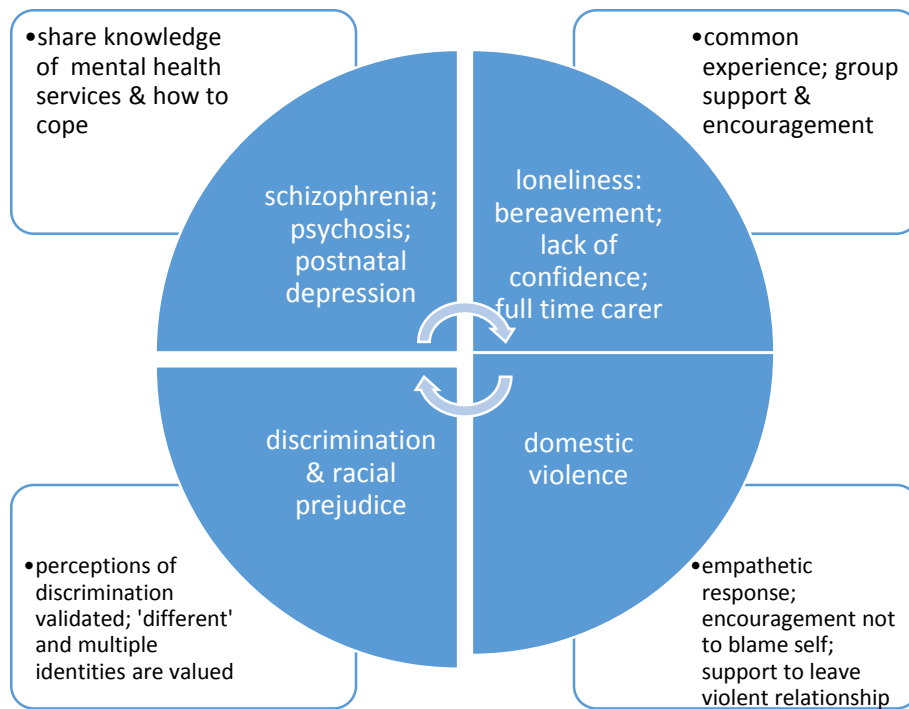 •share knowledge
of  mental health
services & how to
cope
•common
experience; group
support &
encouragement
schizophrenia;
psychosis;
postnatal
depression
loneliness:
bereavement;
lack of
confidence;
full time carer
discrimination
& racial
prejudice
domestic
violence
•perceptions of
discrimination
validated; 'different'
and multiple
identities are valued
•empathetic
response;
encouragement not
to blame self;
support to leave
violent relationship